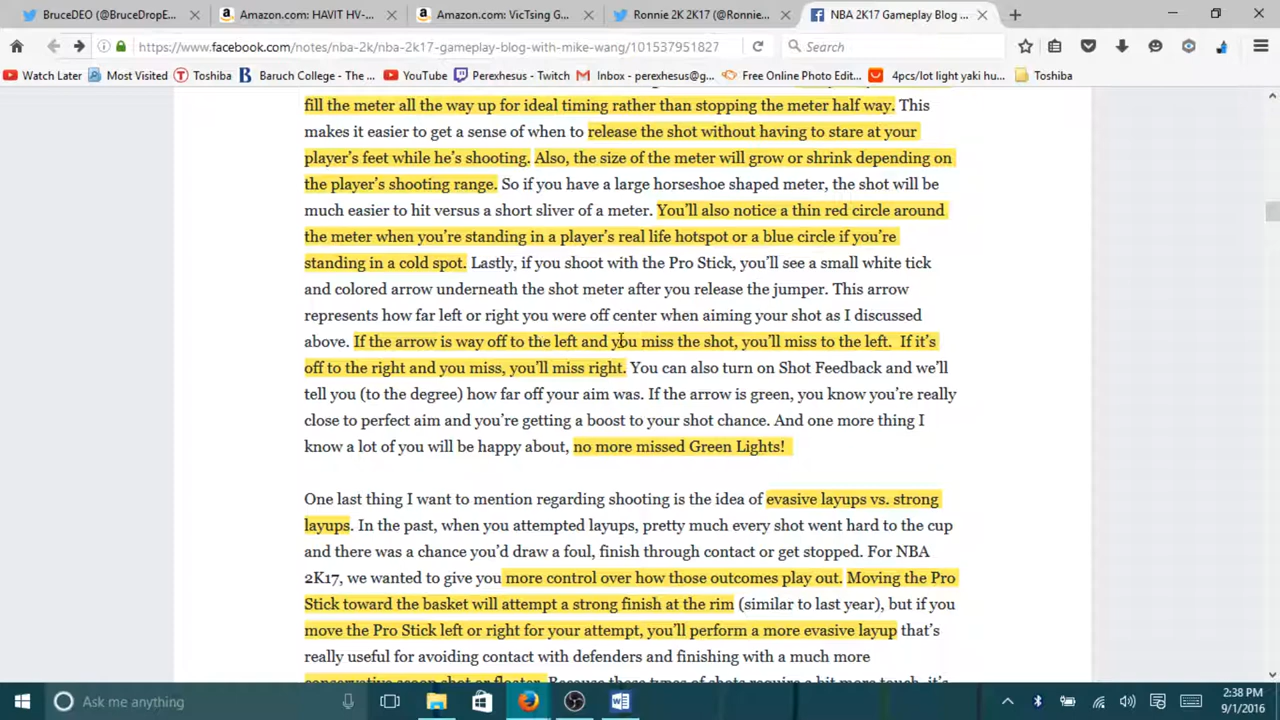 BruceDEO (@BruceDropE...
Amazon.com: HAVIT HV-...
Amazon.com: VicTsing G...
Ronnie 2K 2K17 (@Ronnie...
NBA 2K17 Gameplay Blog ...
https://www.facebook.com/notes/nba-2k/nba-2k17-gameplay-blog-with-mike-wang/101537951827
Search
Watch Later
Most Visited
Toshiba
Baruch College - The ...
YouTube
Perexhesus - Twitch
Inbox - perexhesus@g...
Free Online Photo Edit...
4pcs/lot light yaki hu...
Toshiba
fill the meter all the way up for ideal timing rather than stopping the meter half way. This
makes it easier to get a sense of when to release the shot without having to stare at your
player's feet while he's shooting. Also, the size of the meter will grow or shrink depending on
the player's shooting range. So if you have a large horseshoe shaped meter, the shot will be
much easier to hit versus a short sliver of a meter. You'll also notice a thin red circle around
the meter when you're standing in a player's real life hotspot or a blue circle if you're
standing in a cold spot. Lastly, if you shoot with the Pro Stick, you'll see a small white tick
and colored arrow underneath the shot meter after you release the jumper. This arrow
represents how far left or right you were off center when aiming your shot as I discussed
above. If the arrow is way off to the left and you miss the shot, you'll miss to the left. If it's
off to the right and you miss, you'll miss right. You can also turn on Shot Feedback and we'll
tell you (to the degree) how far off your aim was. If the arrow is green, you know you're really
close to perfect aim and you're getting a boost to your shot chance. And one more thing I
know a lot of you will be happy about, no more missed Green Lights!
One last thing I want to mention regarding shooting is the idea of evasive layups vs. strong
layups. In the past, when you attempted layups, pretty much every shot went hard to the cup
and there was a chance you'd draw a foul, finish through contact or get stopped. For NBA
2K17, we wanted to give you more control over how those outcomes play out. Moving the Pro
Stick toward the basket will attempt a strong finish at the rim (similar to last year), but if you
move the Pro Stick left or right for your attempt, you'll perform a more evasive layup that's
really useful for avoiding contact with defenders and finishing with a much more
conservative scoop shot or floater. Because these types of shots require a bit more touch, it's
Ask me anything
2:38 PM
9/1/2016